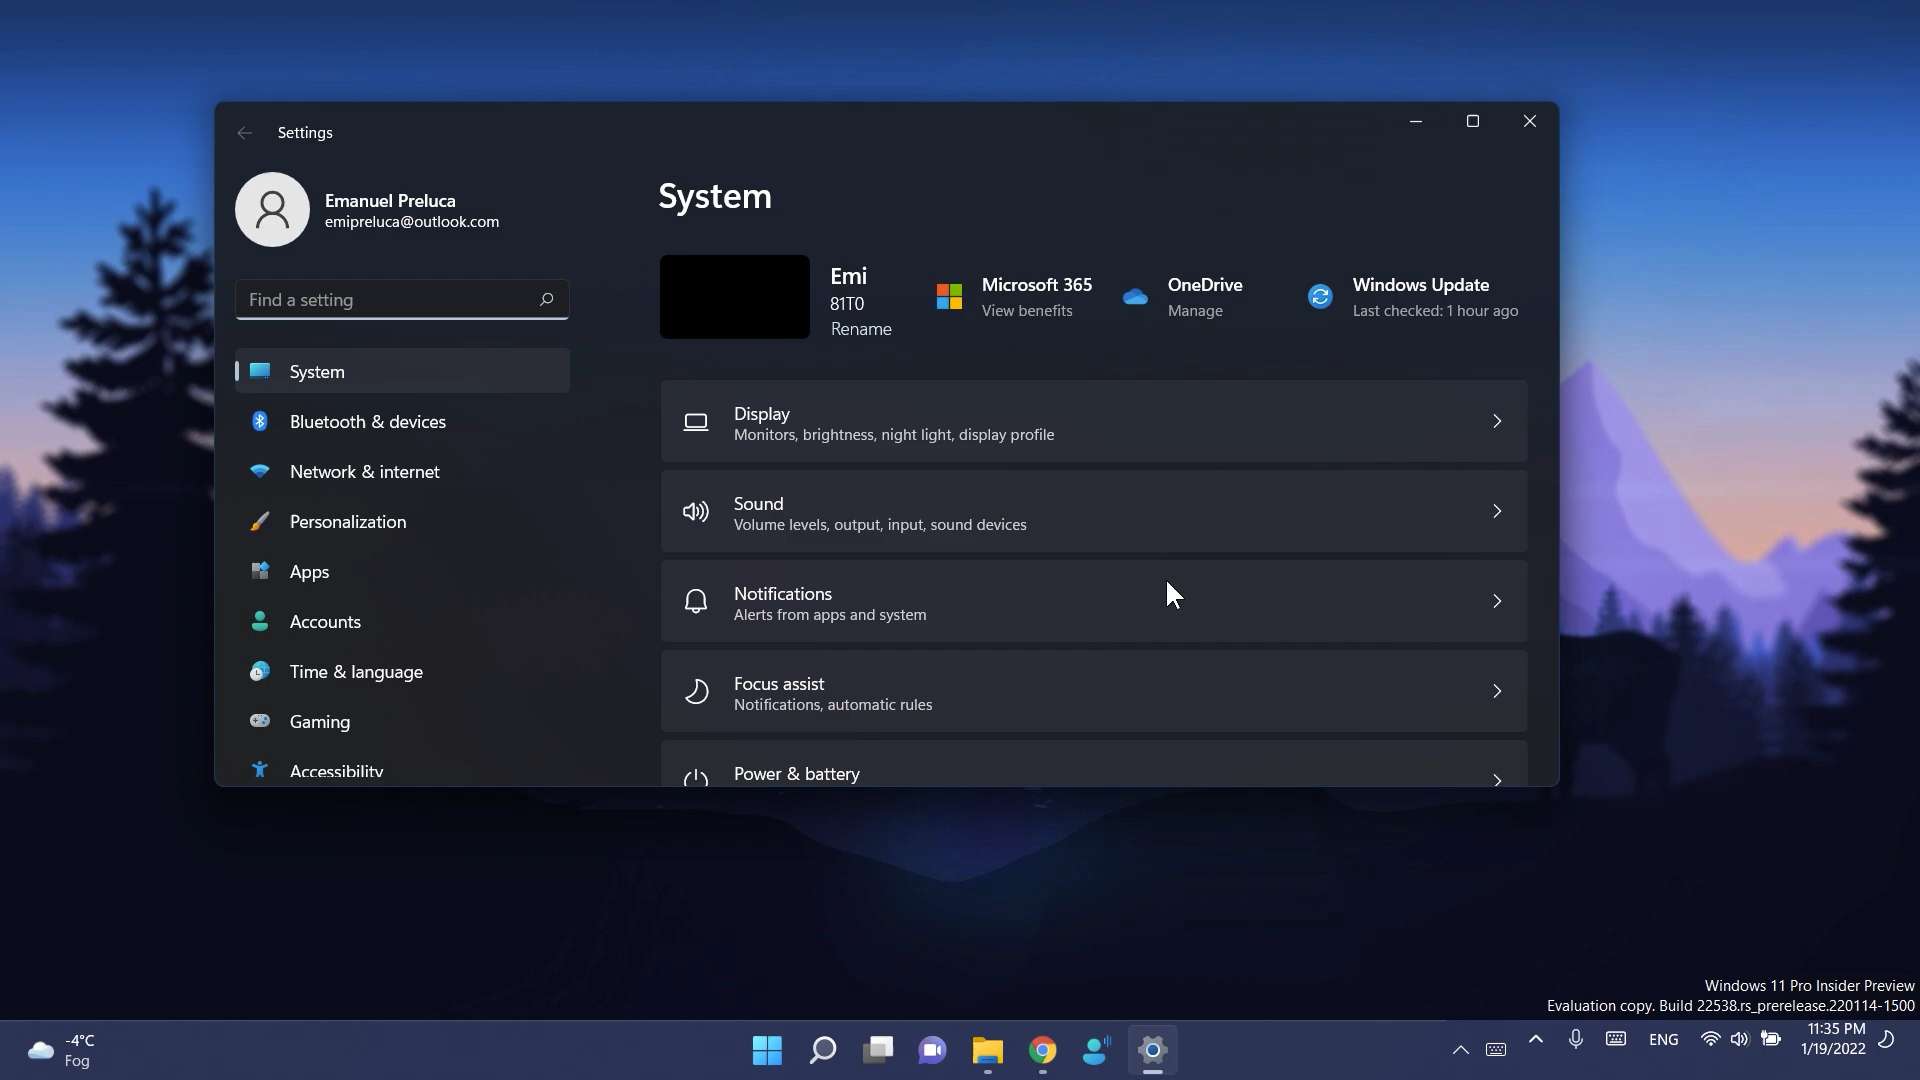 Settings
Emanuel Preluca
emipreluca@outlook.com
Find a setting
System
Bluetooth & devices
Network & internet
Personalization
Apps
Accounts
Time & language
Gaming
Accessibility
System
Emi
81T0
Rename
Microsoft 365
View benefits
OneDrive
Manage
Windows Update
Last checked: 1 hour ago
Display
Monitors, brightness, night light, display profile
Sound
Volume levels, output, input, sound devices
Notifications
Alerts from apps and system
Focus assist
Notifications, automatic rules
Power & battery
Windows 11 Pro Insider Preview
Evaluation copy. Build 22538.rs_prerelease.220114-1500
-4°C
Fog
ENG
11:35 PM
1/19/2022